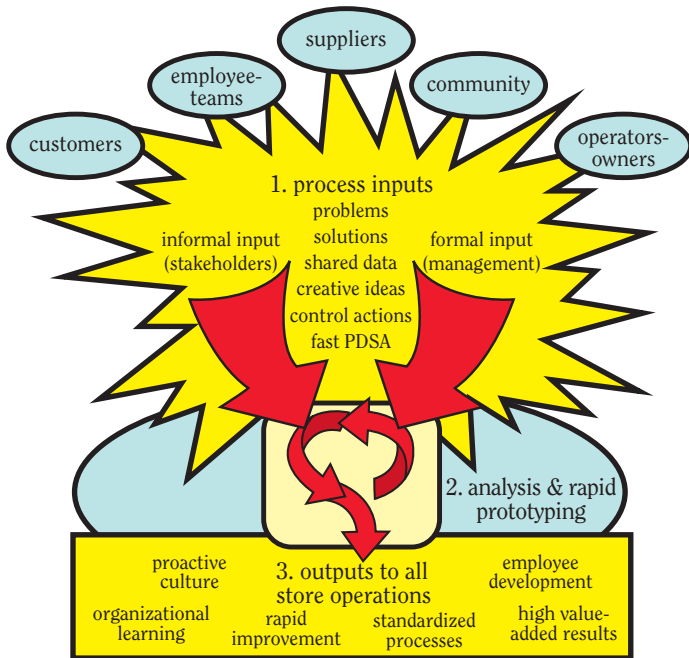 suppliers
employee-
teams
community
customers
operators-
owners
1. process inputs
problems
solutions
shared data
creative ideas
control actions
fast PDSA
informal input
(stakeholders)
formal input
(management)
2. analysis & rapid
prototyping
3. outputs to all
store operations
proactive
culture
employee
development
organizational
learning
rapid
improvement
standardized
processes
high value-
added results